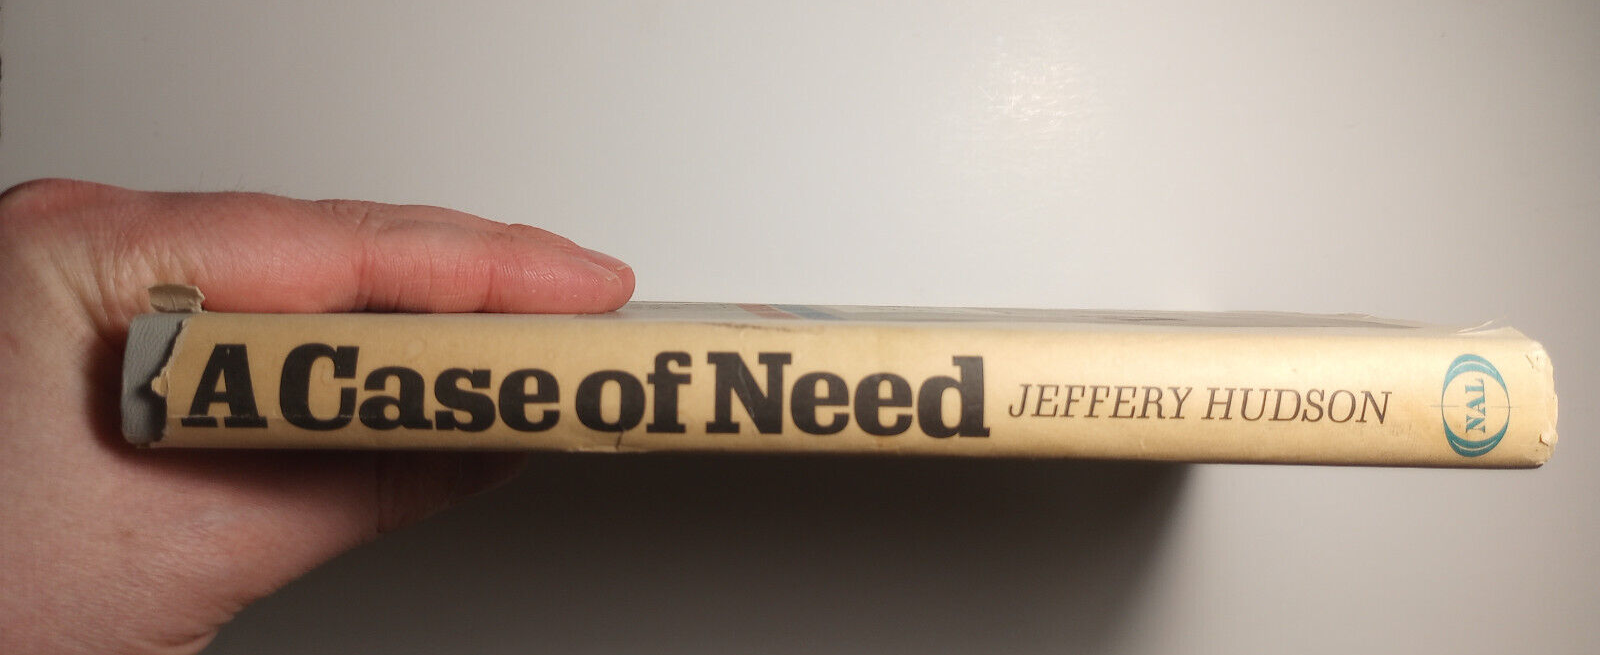 A Case of Need JEFFERY HUDSON NAL